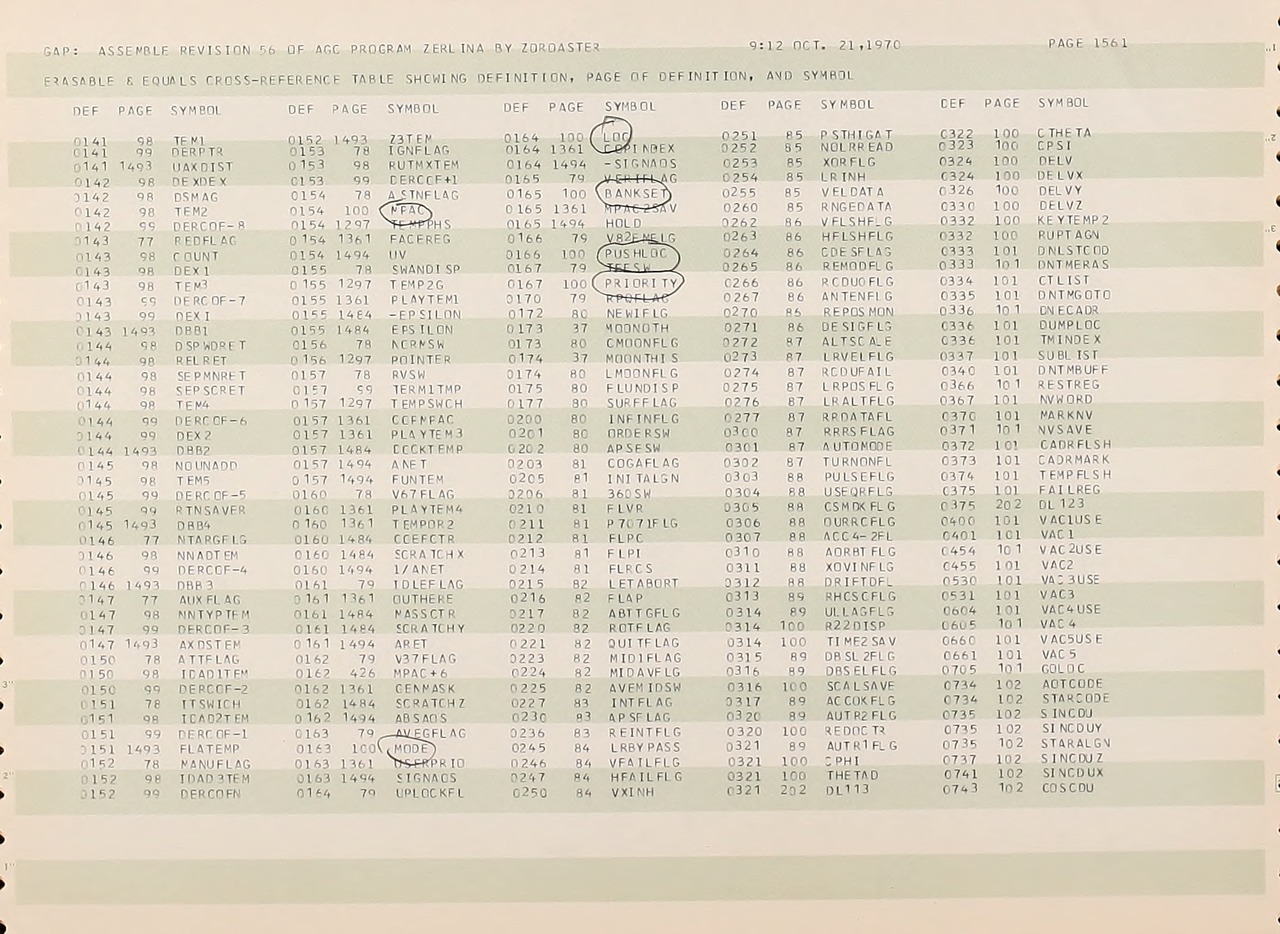 GAP: ASSEMBLE REVISION 56 OF AGC PROGRAM ZERLINA BY ZOROASTER 9:12 OCT. 21,1970 PAGE 1561
ERASABLE & EQUALS CROSS-REFERENCE TABLE SHOWING DEFINITION, PAGE OF DEFINITION, AND SYMBOL
DEF PAGE SYMBOL DEF PAGE SYMBOL DEF PAGE SYMBOL DEF PAGE SYMBOL DEF PAGE SYMBOL
0141 98 TEM1 0152 1493 Z3TEM 0164 100 LOC 0251 85 PSTHIGAT 0322 100 CTHETA
0141 99 DERPTR 0153 78 IGNFLAG 0164 1361 COPINDEX 0252 85 NOLRREAD 0323 100 CPSI
0141 1493 UAXDIST 0153 98 RUTMXTEM 0164 1494 -SIGNAOS 0253 85 XORFLG 0324 100 DELV
0142 98 DEXDEX 0153 99 DERCOF+1 0165 79 VERIFLAG 0254 85 LRINH 0324 100 DELVX
0142 98 DSMAG 0154 78 ASTNFLAG 0165 100 BANKSET 0255 85 VELDATA 0326 100 DELVY
0142 98 TEM2 0154 100 MPAC 0165 1361 MPAC2SAV 0260 85 RNGEDATA 0330 100 DELVZ
0142 99 DERCOF-8 0154 1297 TEMPPHS 0165 1494 HOLD 0262 86 VFLSHFLG 0332 100 KEYTEMP2
0143 77 REDFLAG 0154 1361 FACEREG 0166 79 V82EMFLG 0263 86 HFLSHFLG 0332 100 RUPTAGN
0143 98 COUNT 0154 1494 UV 0166 100 PUSHLOC 0264 86 CDESFLAG 0333 101 DNLSTCOD
0143 98 DEX1 0155 78 SWANDISP 0167 79 TFFSW 0265 86 REMODFLG 0333 101 DNTMERAS
0143 98 TEM3 0155 1297 TEMP2G 0167 100 PRIORITY 0266 86 RCDUOFLG 0334 101 CTLIST
0143 99 DERCOF-7 0155 1361 PLAYTEM1 0170 79 RPQFLAG 0267 86 ANTENFLG 0335 101 DNTMGOTO
0143 99 DEXI 0155 1484 -EPSILON 0172 80 NEWIFLG 0270 86 REPOSMON 0336 101 DNECADR
0143 1493 DBB1 0155 1484 EPSILON 0173 37 MOONOTH 0271 86 DESIGFLG 0336 101 DUMPLOC
0144 98 DSPWDRET 0156 78 NORMSW 0173 80 CMOONFLG 0272 87 ALTSCALE 0336 101 TMINDEX
0144 98 RELRET 0156 1297 POINTER 0174 37 MOONTHIS 0273 87 LRVELFLG 0337 101 SUBLIST
0144 98 SEPMNRET 0157 78 RVSW 0174 80 LMOONFLG 0274 87 RCDUFAIL 0340 101 DNTMBUFF
0144 98 SEPSCRET 0157 99 TERM1TMP 0175 80 FLUNDISP 0275 87 LRPOSFLG 0366 101 RESTREG
0144 98 TEM4 0157 1297 TEMPSWCH 0177 80 SURFFLAG 0276 87 LRALTFLG 0367 101 NVWORD
0144 99 DERCOF-6 0157 1361 COFMPAC 0200 80 INFINFLG 0277 87 RRDATAFL 0370 101 MARKNV
0144 99 DEX2 0157 1361 PLAYTEM3 0201 80 ORDERSW 0300 87 RRRSFLAG 0371 101 NVSAVE
0144 1493 DBB2 0157 1484 COCKTEMP 0202 80 APSESW 0301 87 AUTOMODE 0372 101 CADRFLSH
0145 98 NOUNADD 0157 1494 ANET 0203 81 COGAFLAG 0302 87 TURNONFL 0373 101 CADRMARK
0145 98 TEM5 0157 1494 FUNTEM 0205 81 INITALGN 0303 88 PULSEFLG 0374 101 TEMPFLSH
0145 99 DERCOF-5 0160 78 V67FLAG 0206 81 360SW 0304 88 USEQRFLG 0375 101 FAILREG
0145 99 RTNSAVER 0160 1361 PLAYTEM4 0210 81 FLVR 0305 88 CSMDKFLG 0375 202 DL123
0145 1493 DBB4 0160 1361 TEMPOR2 0211 81 P7071FLG 0306 88 OURRCFLG 0400 101 VAC1USE
0146 77 NTARGFLG 0160 1484 COEFCTR 0212 81 FLPC 0307 88 ACC4-2FL 0401 101 VAC1
0146 98 NNADTEM 0160 1484 SCRATCHX 0213 81 FLPI 0310 88 AORBTFLG 0454 101 VAC2USE
0146 99 DERCOF-4 0160 1494 1/ANET 0214 81 FLRCS 0311 88 XOVINFLG 0455 101 VAC2
0146 1493 DBB3 0161 79 IDLEFLAG 0215 82 LETABORT 0312 88 DRIFTDFL 0530 101 VAC3USE
0147 77 AUXFLAG 0161 1361 OUTHERE 0216 82 FLAP 0313 89 RHCSCFLG 0531 101 VAC3
0147 98 NNTYPTEM 0161 1484 MASSCTR 0217 82 ABTTGFLG 0314 89 ULLAGFLG 0604 101 VAC4USE
0147 99 DERCOF-3 0161 1484 SCRATCHY 0220 82 ROTFLAG 0314 100 R22DISP 0605 101 VAC4
0147 1493 AXDSTEM 0161 1494 ARET 0221 82 QUITFLAG 0314 100 TIME2SAV 0660 101 VAC5USE
0150 78 ATTFLAG 0162 79 V37FLAG 0223 82 MID1FLAG 0315 89 DBSL2FLG 0661 101 VAC5
0150 98 IDAD1TEM 0162 426 MPAC+6 0224 82 MIDAVFLG 0316 89 DBSELFLG 0705 101 GOLOC
0150 99 DERCOF-2 0162 1361 GENMASK 0225 82 AVEMIDSW 0316 100 SCALSAVE 0734 102 AOTCODE
0151 78 ITSWICH 0162 1484 SCRATCHZ 0227 83 INTFLAG 0317 89 ACCOKFLG 0734 102 STARCODE
0151 98 IDAD2TEM 0162 1494 ABSAOS 0230 83 APSFLAG 0320 89 AUTR2FLG 0735 102 SINCDU
0151 99 DERCOF-1 0163 79 AVEGFLAG 0236 83 REINTFLG 0320 100 REDOCTR 0735 102 SINCDUY
0151 1493 FLATEMP 0163 100 MODE 0245 84 LRBYPASS 0321 89 AUTR1FLG 0735 102 STARALGN
0152 78 MANUFLAG 0163 1361 USERPRIO 0246 84 VFAILFLG 0321 100 CPHI 0737 102 SINCDUZ
0152 98 IDAD3TEM 0163 1494 SIGNAOS 0247 84 HFAILFLG 0321 100 THETAD 0741 102 SINCDUX
0152 99 DERCOFN 0164 79 UPLOCKFL 0250 84 VXINH 0321 202 DL113 0743 102 COSCDU